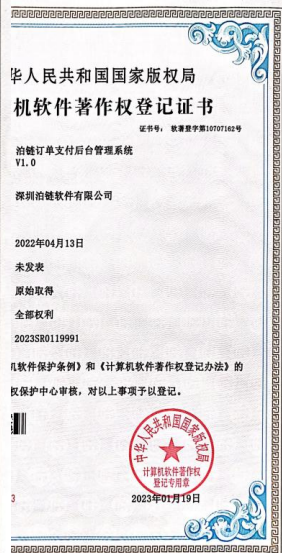 华人民共和国国家版权局
机软件著作权登记证书
证书号： 软著登字第10707162号
泊链订单支付后台管理系统
V1.0
深圳泊链软件有限公司
2022年04月13日
未发表
原始取得
全部权利
2023SR0119991
机软件保护条例》和《计算机软件著作权登记办法》的
权保护中心审核，对以上事项予以登记。
中华人民共和国国家版权局
计算机软件著作权
登记专用章
3
2023年01月19日